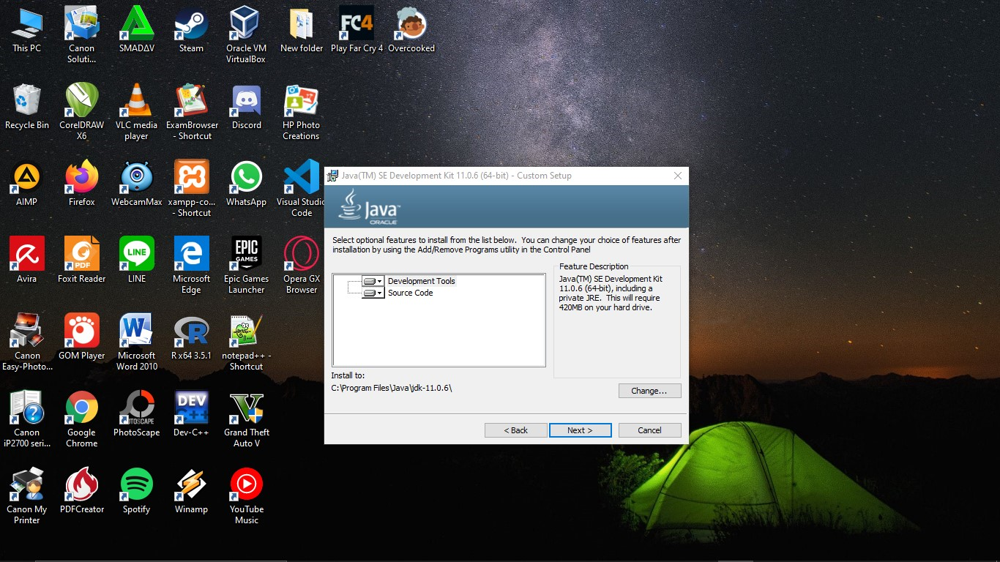 This PC
Canon
Soluti...
SMADΔV
Steam
Oracle VM
VirtualBox
New folder
FC4
Play Far Cry 4
Overcooked
Recycle Bin
CorelDRAW
X6
VLC media
player
ExamBrowser
- Shortcut
Discord
HP Photo
Creations
AIMP
Firefox
WebcamMax
xampp-co...
- Shortcut
WhatsApp
Visual Studio
Code
PDF
LINE
EPIC
GAMES
Avira
Foxit Reader
LINE
Microsoft
Edge
Epic Games
Launcher
Opera GX
Browser
Canon
Easy-Photo...
GOM Player
Microsoft
Word 2010
R x64 3.5.1
notepad++ -
Shortcut
PHOTOSCAPE
DEV
C++
Canon
iP2700 seri...
Google
Chrome
PhotoScape
Dev-C++
Grand Theft
Auto V
Canon My
Printer
PDFCreator
Spotify
Winamp
YouTube
Music
Java(TM) SE Development Kit 11.0.6 (64-bit) - Custom Setup
Java™
ORACLE
Select optional features to install from the list below. You can change your choice of features after
installation by using the Add/Remove Programs utility in the Control Panel
Development Tools
Source Code
Feature Description
Java(TM) SE Development Kit
11.0.6 (64-bit), including a
private JRE. This will require
420MB on your hard drive.
Install to:
C:\Program Files\Java\jdk-11.0.6\
Change...
< Back
Next >
Cancel